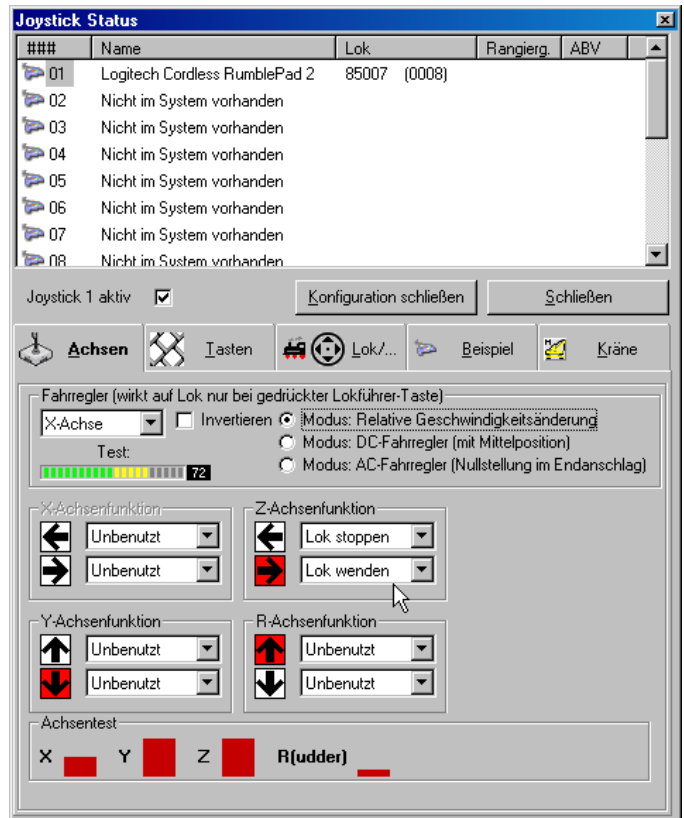 Joystick Status
### Name Lok Rangierg. ABV
01 Logitech Cordless RumblePad 2 85007 (0008)
02 Nicht im System vorhanden
03 Nicht im System vorhanden
04 Nicht im System vorhanden
05 Nicht im System vorhanden
06 Nicht im System vorhanden
07 Nicht im System vorhanden
08 Nicht im System vorhanden
Joystick 1 aktiv Konfiguration schließen Schließen
Achsen Tasten Lok/... Beispiel Kräne
Fahrregler (wirkt auf Lok nur bei gedrückter Lokführer-Taste)
X-Achse Invertieren Modus: Relative Geschwindigkeitsänderung
Modus: DC-Fahrregler (mit Mittelposition)
Test:
Modus: AC-Fahrregler (Nullstellung im Endanschlag)
72
X-Achsenfunktion Z-Achsenfunktion
Unbenutzt Lok stoppen
Unbenutzt Lok wenden
Y-Achsenfunktion R-Achsenfunktion
Unbenutzt Unbenutzt
Unbenutzt Unbenutzt
Achsentest
X Y Z R(udder)